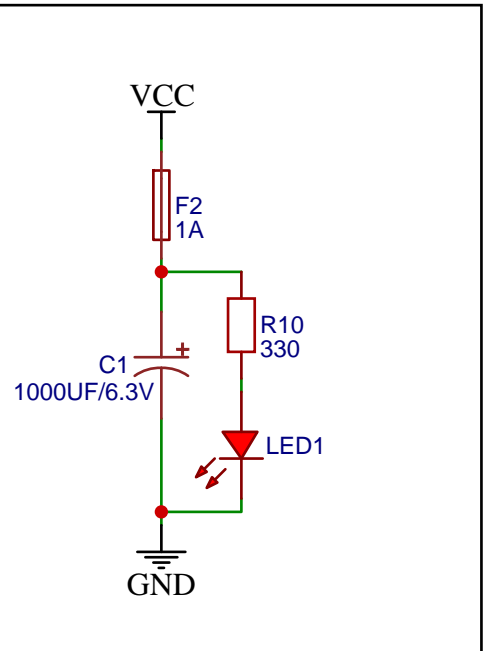 VCC
F2
1A
R10
330
C1
1000UF/6.3V
LED1
GND